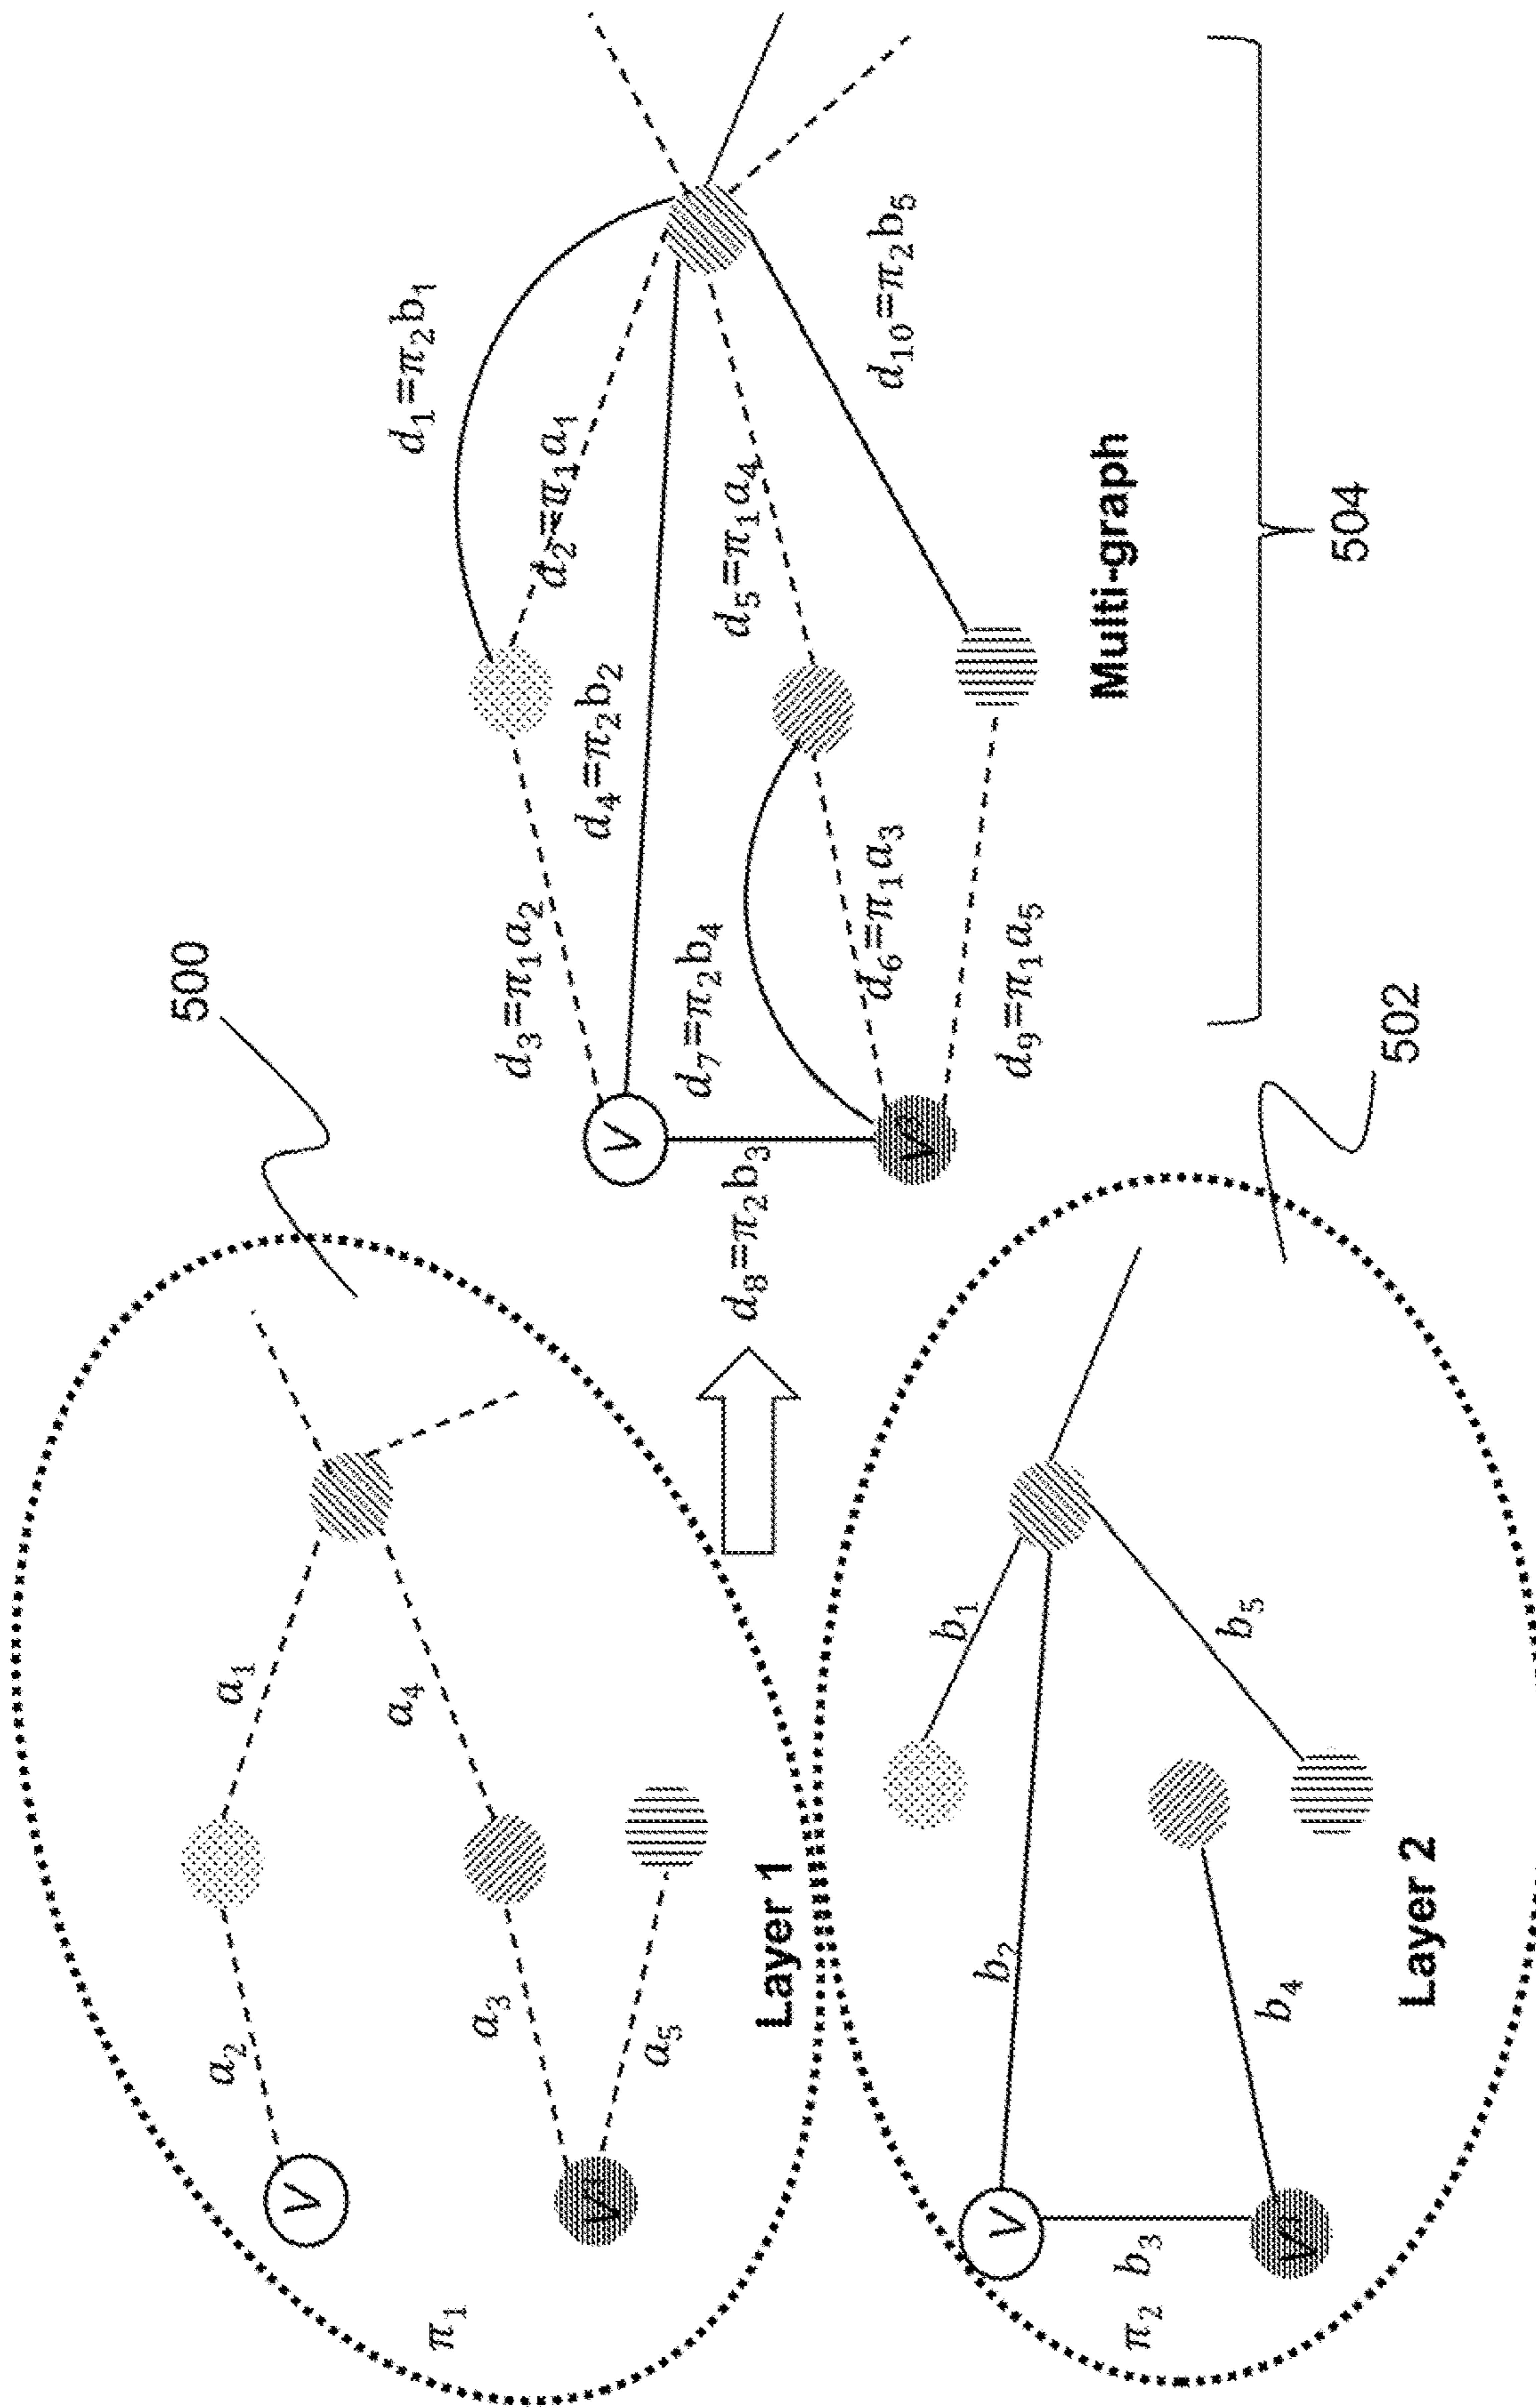 500
π₁
V
a₂
a₁
a₃
a₄
a₅
Layer 1
π₂
V
b₃
b₂
b₁
b₄
b₅
Layer 2
502
d₁=π₂b₁
d₂=π₁a₁
d₃=π₁a₂
d₄=π₂b₂
d₅=π₁a₄
V
d₇=π₂b₄
d₆=π₁a₃
d₈=π₂b₃
d₉=π₁a₅
d₁₀=π₂b₅
Multi-graph
504